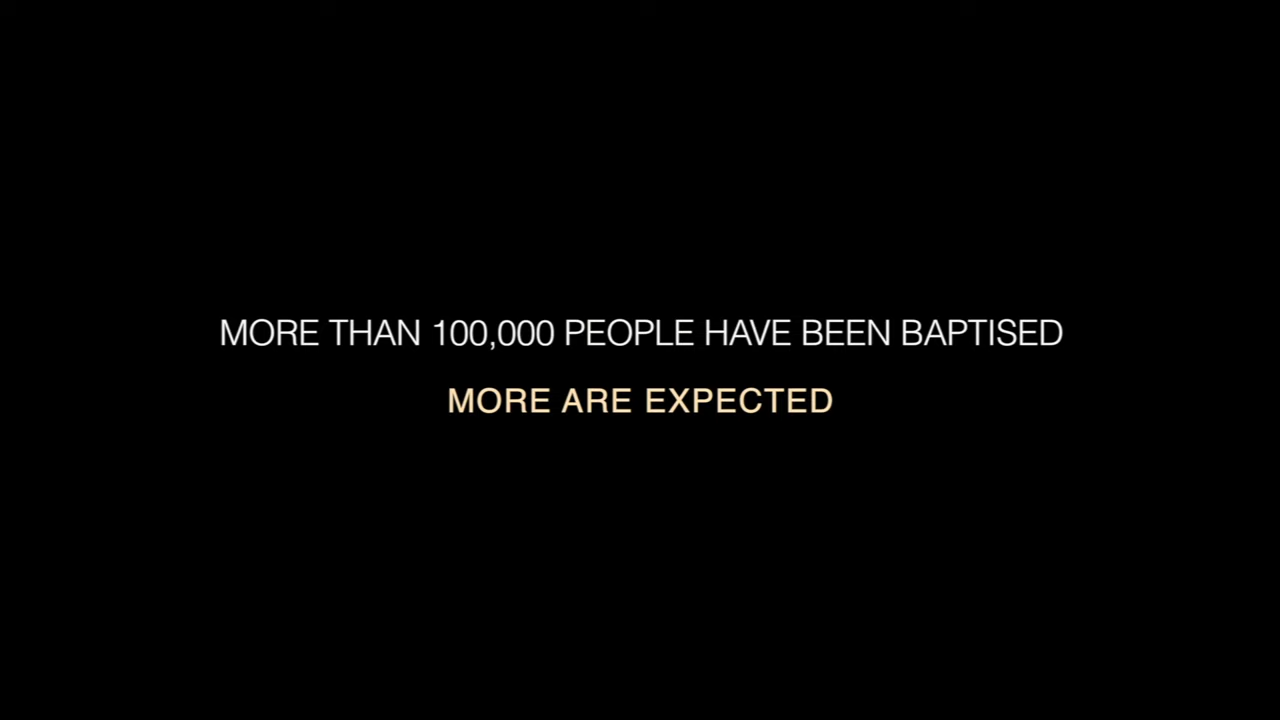 MORE THAN 100,000 PEOPLE HAVE BEEN BAPTISED
MORE ARE EXPECTED